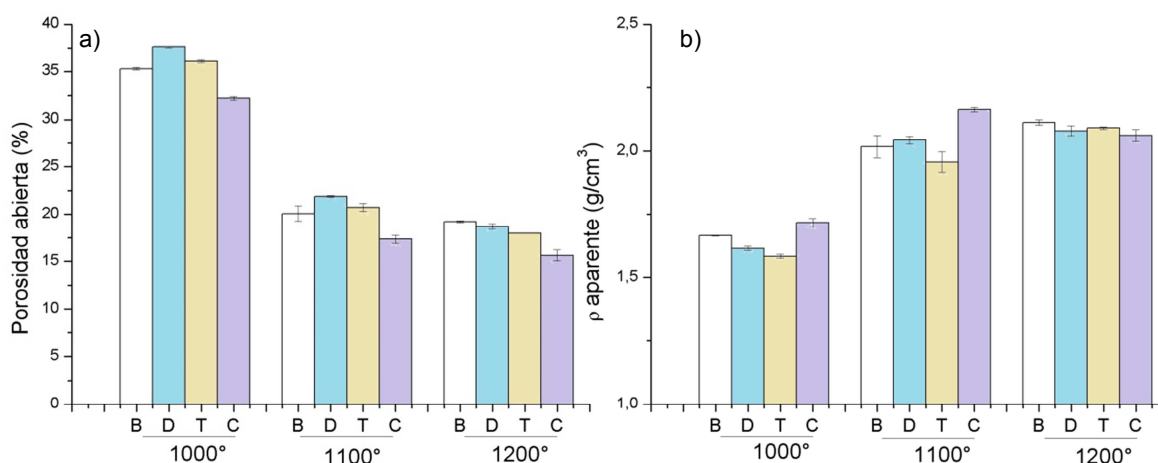 a)
Porosidad abierta (%)
40
35
30
25
20
15
10
5
0
B D T C B D T C B D T C
1000° 1100° 1200°
b)
ρ aparente (g/cm³)
2,5
2,0
1,5
1,0
B D T C B D T C B D T C
1000° 1100° 1200°